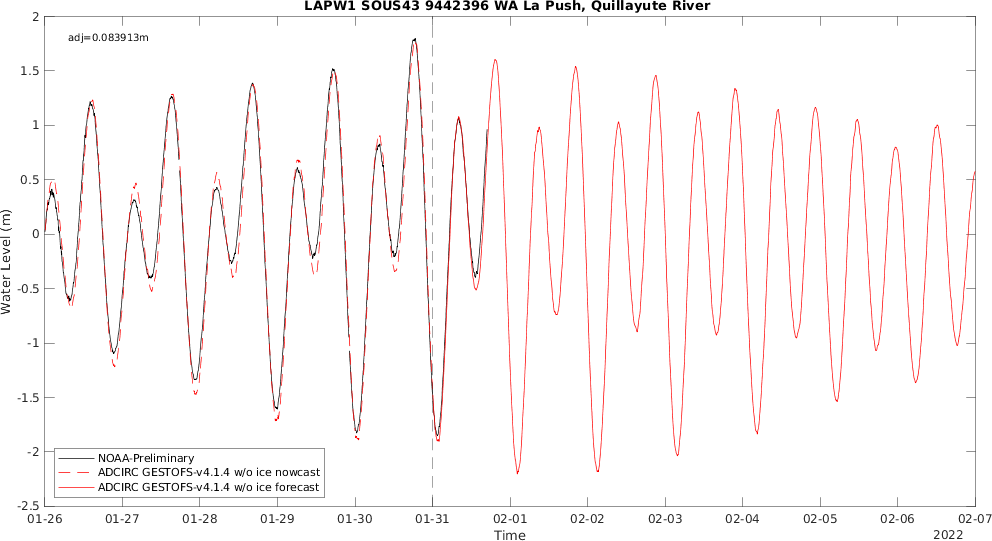 LAPW1 SOUS43 9442396 WA La Push, Quillayute River
adj=0.083913m
2
1.5
1
0.5
0
-0.5
-1
-1.5
-2
-2.5
Water Level (m)
NOAA-Preliminary
ADCIRC GESTOFS-v4.1.4 w/o ice nowcast
ADCIRC GESTOFS-v4.1.4 w/o ice forecast
01-26 01-27 01-28 01-29 01-30 01-31 02-01 02-02 02-03 02-04 02-05 02-06 02-07
Time
2022